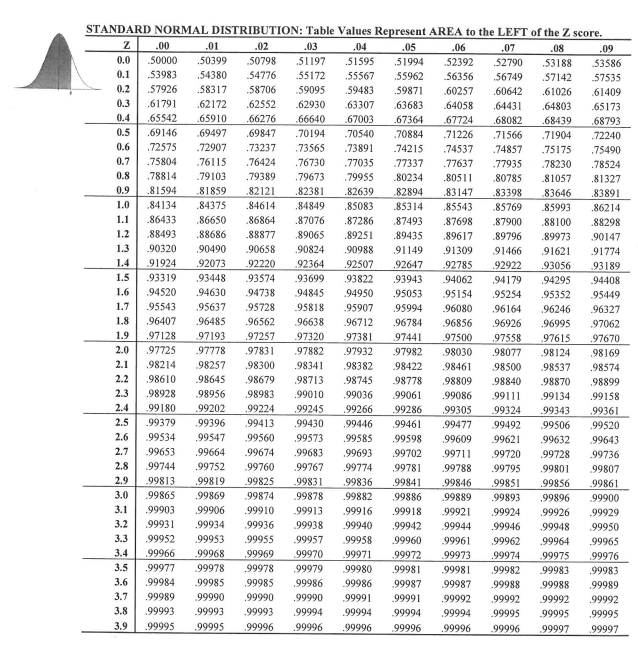 STANDARD NORMAL DISTRIBUTION: Table Values Represent AREA to the LEFT of the Z score.
Z .00 .01 .02 .03 .04 .05 .06 .07 .08 .09
0.0 .50000 .50399 .50798 .51197 .51595 .51994 .52392 .52790 .53188 .53586
0.1 .53983 .54380 .54776 .55172 .55567 .55962 .56356 .56749 .57142 .57535
0.2 .57926 .58317 .58706 .59095 .59483 .59871 .60257 .60642 .61026 .61409
0.3 .61791 .62172 .62552 .62930 .63307 .63683 .64058 .64431 .64803 .65173
0.4 .65542 .65910 .66276 .66640 .67003 .67364 .67724 .68082 .68439 .68793
0.5 .69146 .69497 .69847 .70194 .70540 .70884 .71226 .71566 .71904 .72240
0.6 .72575 .72907 .73237 .73565 .73891 .74215 .74537 .74857 .75175 .75490
0.7 .75804 .76115 .76424 .76730 .77035 .77337 .77637 .77935 .78230 .78524
0.8 .78814 .79103 .79389 .79673 .79955 .80234 .80511 .80785 .81057 .81327
0.9 .81594 .81859 .82121 .82381 .82639 .82894 .83147 .83398 .83646 .83891
1.0 .84134 .84375 .84614 .84849 .85083 .85314 .85543 .85769 .85993 .86214
1.1 .86433 .86650 .86864 .87076 .87286 .87493 .87698 .87900 .88100 .88298
1.2 .88493 .88686 .88877 .89065 .89251 .89435 .89617 .89796 .89973 .90147
1.3 .90320 .90490 .90658 .90824 .90988 .91149 .91309 .91466 .91621 .91774
1.4 .91924 .92073 .92220 .92364 .92507 .92647 .92785 .92922 .93056 .93189
1.5 .93319 .93448 .93574 .93699 .93822 .93943 .94062 .94179 .94295 .94408
1.6 .94520 .94630 .94738 .94845 .94950 .95053 .95154 .95254 .95352 .95449
1.7 .95543 .95637 .95728 .95818 .95907 .95994 .96080 .96164 .96246 .96327
1.8 .96407 .96485 .96562 .96638 .96712 .96784 .96856 .96926 .96995 .97062
1.9 .97128 .97193 .97257 .97320 .97381 .97441 .97500 .97558 .97615 .97670
2.0 .97725 .97778 .97831 .97882 .97932 .97982 .98030 .98077 .98124 .98169
2.1 .98214 .98257 .98300 .98341 .98382 .98422 .98461 .98500 .98537 .98574
2.2 .98610 .98645 .98679 .98713 .98745 .98778 .98809 .98840 .98870 .98899
2.3 .98928 .98956 .98983 .99010 .99036 .99061 .99086 .99111 .99134 .99158
2.4 .99180 .99202 .99224 .99245 .99266 .99286 .99305 .99324 .99343 .99361
2.5 .99379 .99396 .99413 .99430 .99446 .99461 .99477 .99492 .99506 .99520
2.6 .99534 .99547 .99560 .99573 .99585 .99598 .99609 .99621 .99632 .99643
2.7 .99653 .99664 .99674 .99683 .99693 .99702 .99711 .99720 .99728 .99736
2.8 .99744 .99752 .99760 .99767 .99774 .99781 .99788 .99795 .99801 .99807
2.9 .99813 .99819 .99825 .99831 .99836 .99841 .99846 .99851 .99856 .99861
3.0 .99865 .99869 .99874 .99878 .99882 .99886 .99889 .99893 .99896 .99900
3.1 .99903 .99906 .99910 .99913 .99916 .99918 .99921 .99924 .99926 .99929
3.2 .99931 .99934 .99936 .99938 .99940 .99942 .99944 .99946 .99948 .99950
3.3 .99952 .99953 .99955 .99957 .99958 .99960 .99961 .99962 .99964 .99965
3.4 .99966 .99968 .99969 .99970 .99971 .99972 .99973 .99974 .99975 .99976
3.5 .99977 .99978 .99978 .99979 .99980 .99981 .99981 .99982 .99983 .99983
3.6 .99984 .99985 .99985 .99986 .99986 .99987 .99987 .99988 .99988 .99989
3.7 .99989 .99990 .99990 .99990 .99991 .99991 .99992 .99992 .99992 .99992
3.8 .99993 .99993 .99993 .99994 .99994 .99994 .99994 .99995 .99995 .99995
3.9 .99995 .99995 .99996 .99996 .99996 .99996 .99996 .99996 .99997 .99997